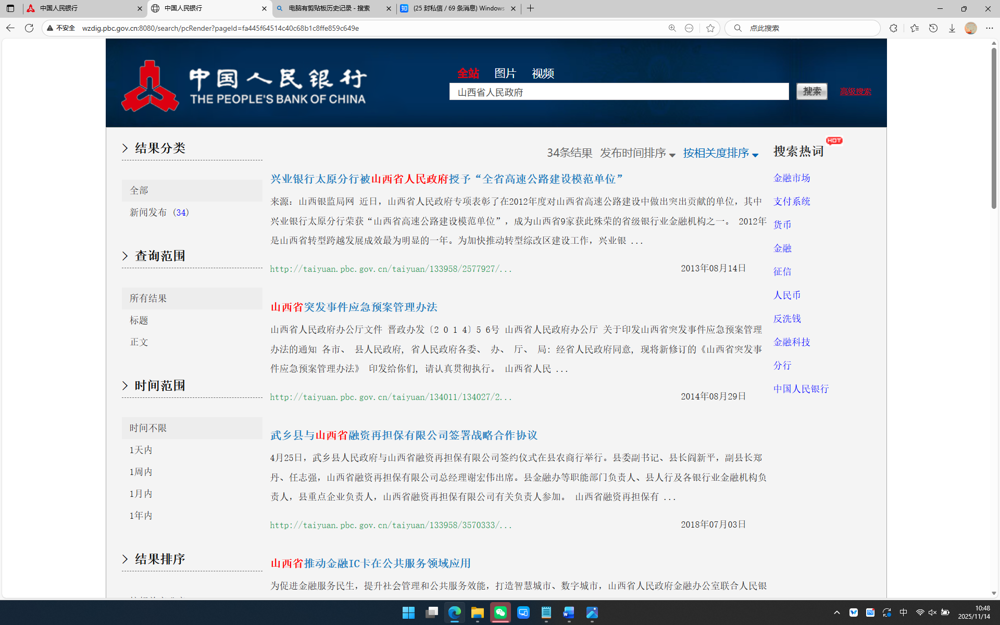 中国人民银行
中国人民银行
电脑有剪贴板历史记录 - 搜索
(25 封私信 / 69 条消息) Windows
不安全
wzdig.pbc.gov.cn:8080/search/pcRender?pageId=fa445f64514c40c68b1c8ffe859c649e
点此搜索
中国人民银行
THE PEOPLE'S BANK OF CHINA
全站 图片 视频
山西省人民政府
搜索
高级搜索
结果分类
全部
新闻发布 (34)
查询范围
所有结果
标题
正文
时间范围
时间不限
1天内
1周内
1月内
1年内
结果排序
34条结果 发布时间排序 按相关度排序
兴业银行太原分行被山西省人民政府授予“全省高速公路建设模范单位”
来源：山西银监局网 近日，山西省人民政府专项表彰了在2012年度对山西省高速公路建设中做出突出贡献的单位，其中
兴业银行太原分行荣获“山西省高速公路建设模范单位”，成为山西省9家获此殊荣的省级银行业金融机构之一。 2012年
是山西省转型跨越发展成效最为明显的一年。为加快推动转型综改区建设工作，兴业银 ...
http://taiyuan.pbc.gov.cn/taiyuan/133958/2577927/...
2013年08月14日
山西省突发事件应急预案管理办法
山西省人民政府办公厅文件 晋政办发〔2 0 1 4〕5 6号 山西省人民政府办公厅 关于印发山西省突发事件应急预案管理
办法的通知 各市、 县人民政府, 省人民政府各委、 办、 厅、 局: 经省人民政府同意, 现将新修订的《山西省突发事
件应急预案管理办法》 印发给你们, 请认真贯彻执行。 山西省人民 ...
http://taiyuan.pbc.gov.cn/taiyuan/134011/134027/2...
2014年08月29日
武乡县与山西省融资再担保有限公司签署战略合作协议
4月25日，武乡县人民政府与山西省融资再担保有限公司签约仪式在县农商行举行。县委副书记、县长阎新平，副县长郑
丹、任志强，山西省融资再担保有限公司总经理谢宏伟出席。县金融办等职能部门负责人、县人行及各银行业金融机构负
责人，县重点企业负责人，山西省融资再担保有限公司有关负责人参加。 山西省融资再担保有 ...
http://taiyuan.pbc.gov.cn/taiyuan/133958/3570333/...
2018年07月03日
山西省推动金融IC卡在公共服务领域应用
为促进金融服务民生，提升社会管理和公共服务效能，打造智慧城市、数字城市，山西省人民政府金融办公室联合人民银
搜索热词
HOT
金融市场
支付系统
货币
金融
征信
人民币
反洗钱
金融科技
分行
中国人民银行
中
10:48
2025/11/14